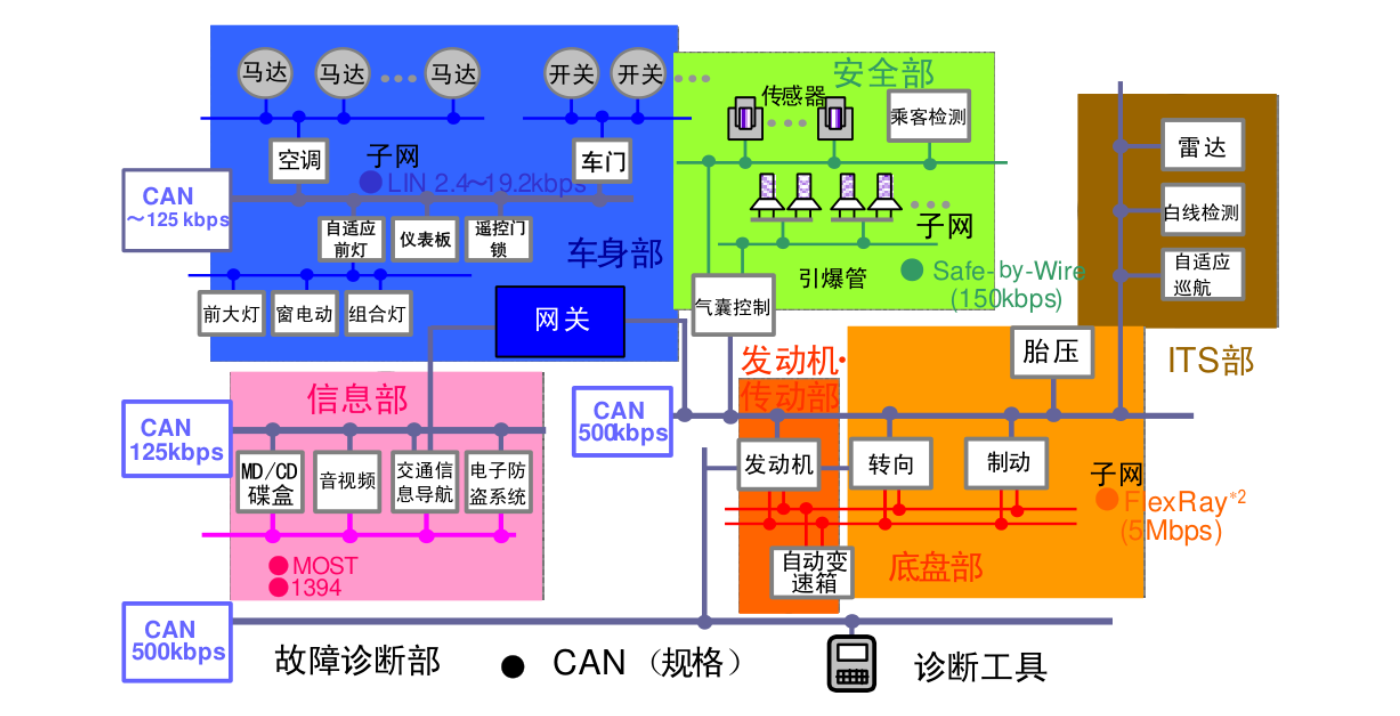 马达
马达
马达
开关
开关
安全部
传感器
乘客检测
空调
子网
车门
LIN 2.4~19.2kbps
CAN
~125 kbps
自适应
前灯
仪表板
遥控门
锁
车身部
子网
Safe-by-Wire
(150kbps)
引爆管
气囊控制
前大灯
窗电动
组合灯
网关
雷达
白线检测
自适应
巡航
ITS部
胎压
发动机·
传动部
信息部
CAN
500kbps
CAN
125kbps
MD/CD
碟盒
音视频
交通信
息导航
电子防
盗系统
发动机
转向
制动
子网
FlexRay*2
(5Mbps)
MOST
1394
自动变
速箱
底盘部
CAN
500kbps
故障诊断部
● CAN（规格）
诊断工具